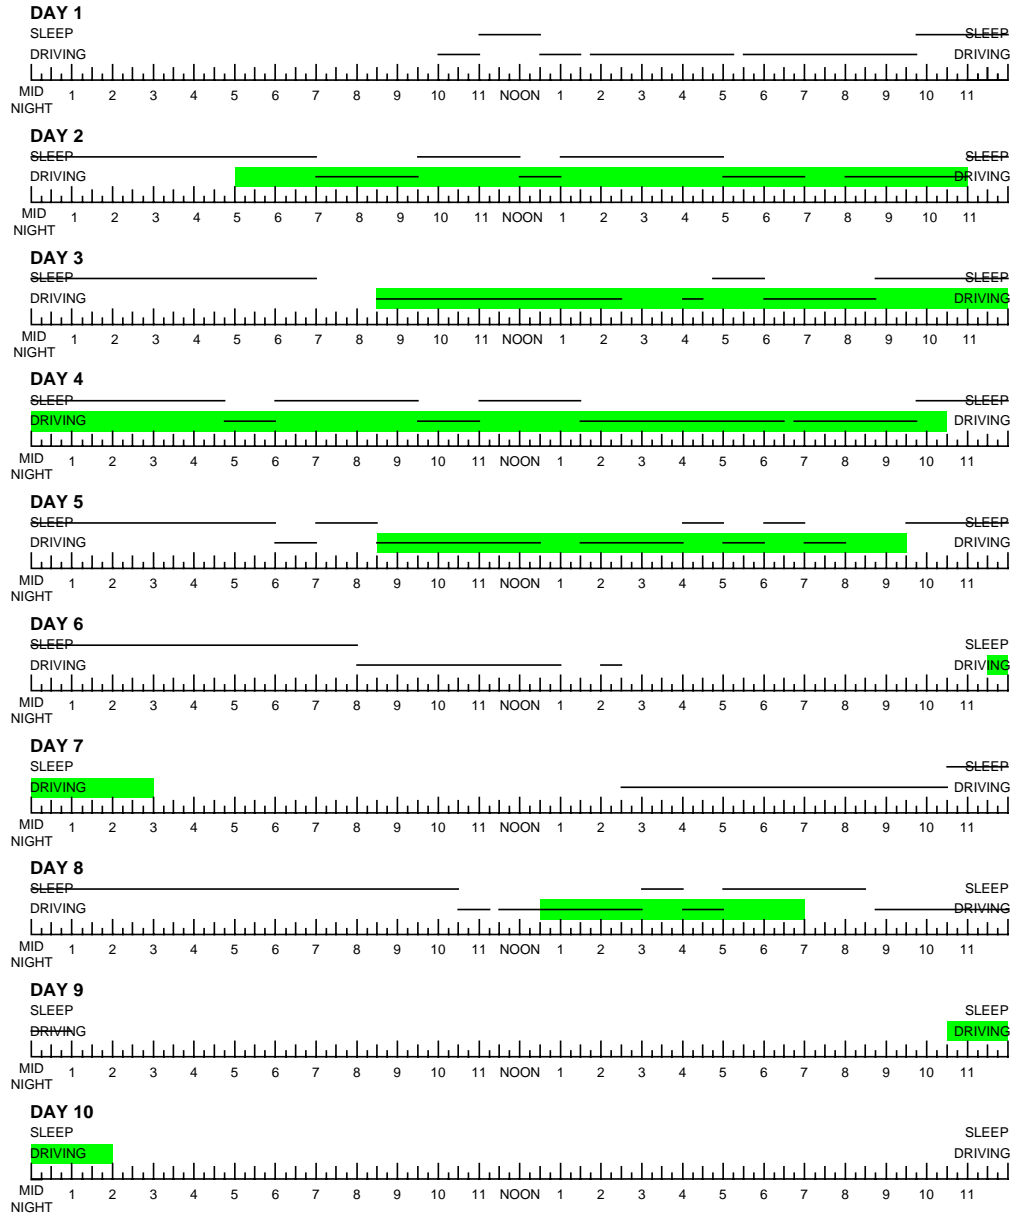 DAY 1
SLEEP SLEEP
DRIVING DRIVING
MID NIGHT 1 2 3 4 5 6 7 8 9 10 11 NOON 1 2 3 4 5 6 7 8 9 10 11
DAY 2
SLEEP SLEEP
DRIVING DRIVING
MID NIGHT 1 2 3 4 5 6 7 8 9 10 11 NOON 1 2 3 4 5 6 7 8 9 10 11
DAY 3
SLEEP SLEEP
DRIVING DRIVING
MID NIGHT 1 2 3 4 5 6 7 8 9 10 11 NOON 1 2 3 4 5 6 7 8 9 10 11
DAY 4
SLEEP SLEEP
DRIVING DRIVING
MID NIGHT 1 2 3 4 5 6 7 8 9 10 11 NOON 1 2 3 4 5 6 7 8 9 10 11
DAY 5
SLEEP SLEEP
DRIVING DRIVING
MID NIGHT 1 2 3 4 5 6 7 8 9 10 11 NOON 1 2 3 4 5 6 7 8 9 10 11
DAY 6
SLEEP SLEEP
DRIVING DRIVING
MID NIGHT 1 2 3 4 5 6 7 8 9 10 11 NOON 1 2 3 4 5 6 7 8 9 10 11
DAY 7
SLEEP SLEEP
DRIVING DRIVING
MID NIGHT 1 2 3 4 5 6 7 8 9 10 11 NOON 1 2 3 4 5 6 7 8 9 10 11
DAY 8
SLEEP SLEEP
DRIVING DRIVING
MID NIGHT 1 2 3 4 5 6 7 8 9 10 11 NOON 1 2 3 4 5 6 7 8 9 10 11
DAY 9
SLEEP SLEEP
DRIVING DRIVING
MID NIGHT 1 2 3 4 5 6 7 8 9 10 11 NOON 1 2 3 4 5 6 7 8 9 10 11
DAY 10
SLEEP SLEEP
DRIVING DRIVING
MID NIGHT 1 2 3 4 5 6 7 8 9 10 11 NOON 1 2 3 4 5 6 7 8 9 10 11